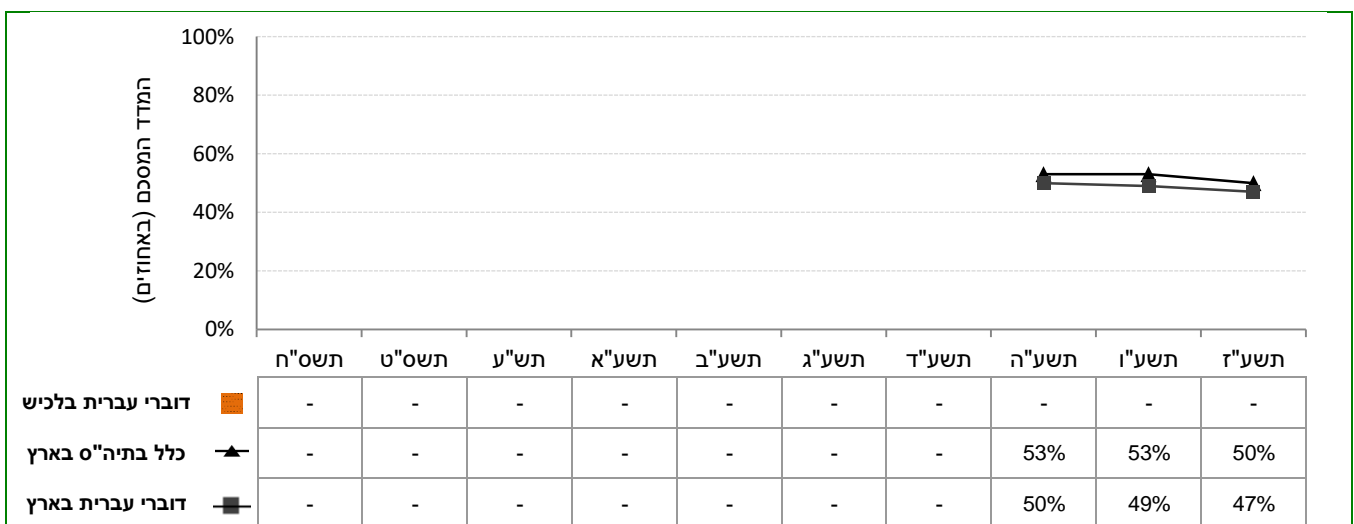 המדד המסכם (באחוזים)
100%
80%
60%
40%
20%
0%
תשס"ח תשס"ט תש"ע תשע"א תשע"ב תשע"ג תשע"ד תשע"ה תשע"ו תשע"ז
דוברי עברית בלכיש - - - - - - - - - -
כלל בתיה"ס בארץ - - - - - - - 53% 53% 50%
דוברי עברית בארץ - - - - - - - 50% 49% 47%